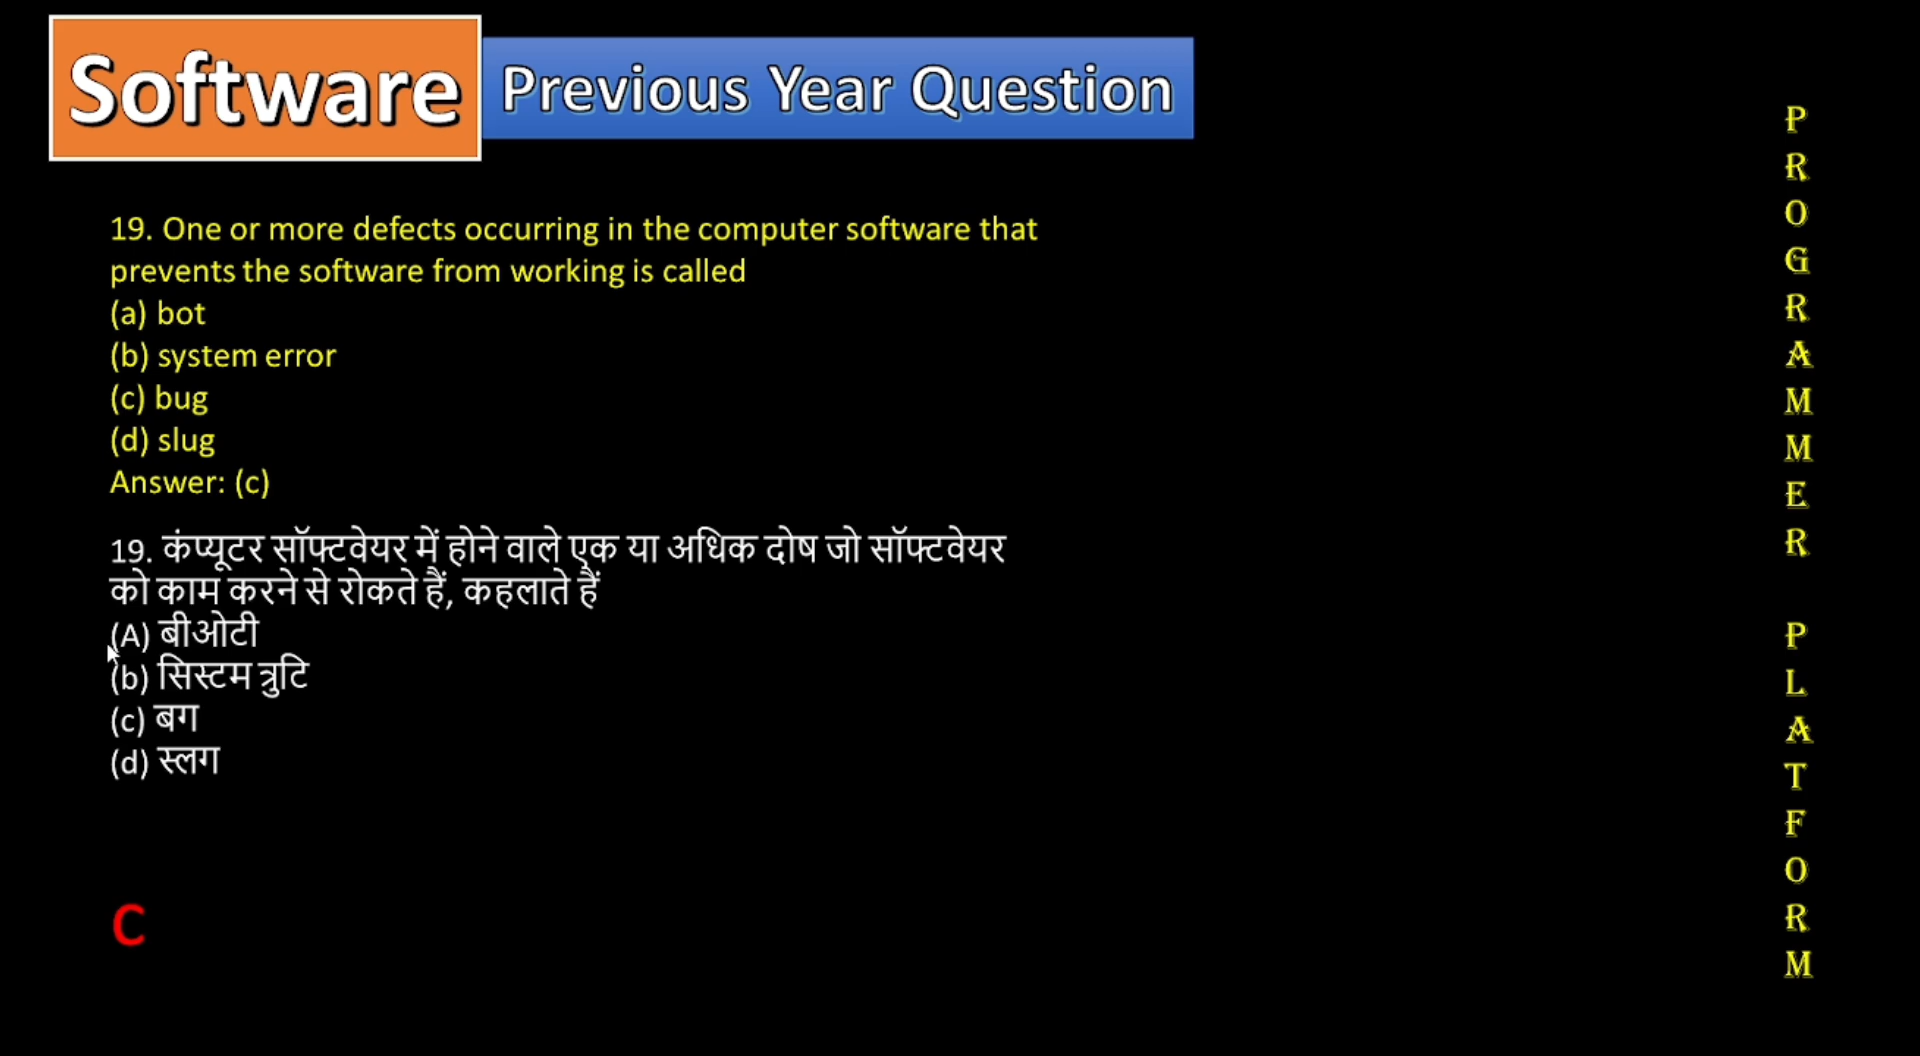 Software
Previous Year Question
19. One or more defects occurring in the computer software that
prevents the software from working is called
(a) bot
(b) system error
(c) bug
(d) slug
Answer: (c)
19. कंप्यूटर सॉफ्टवेयर में होने वाले एक या अधिक दोष जो सॉफ्टवेयर
को काम करने से रोकते हैं, कहलाते हैं
(A) बीओटी
(b) सिस्टम त्रुटि
(c) बग
(d) स्लग
C
PROGRAMMER PLATFORM